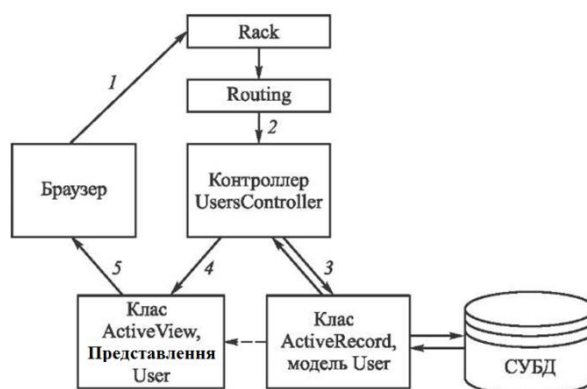 Rack
1
Routing
2
Браузер
Контроллер
UsersController
5
4
3
Клас
ActiveView,
Представлення
User
Клас
ActiveRecord,
модель User
СУБД